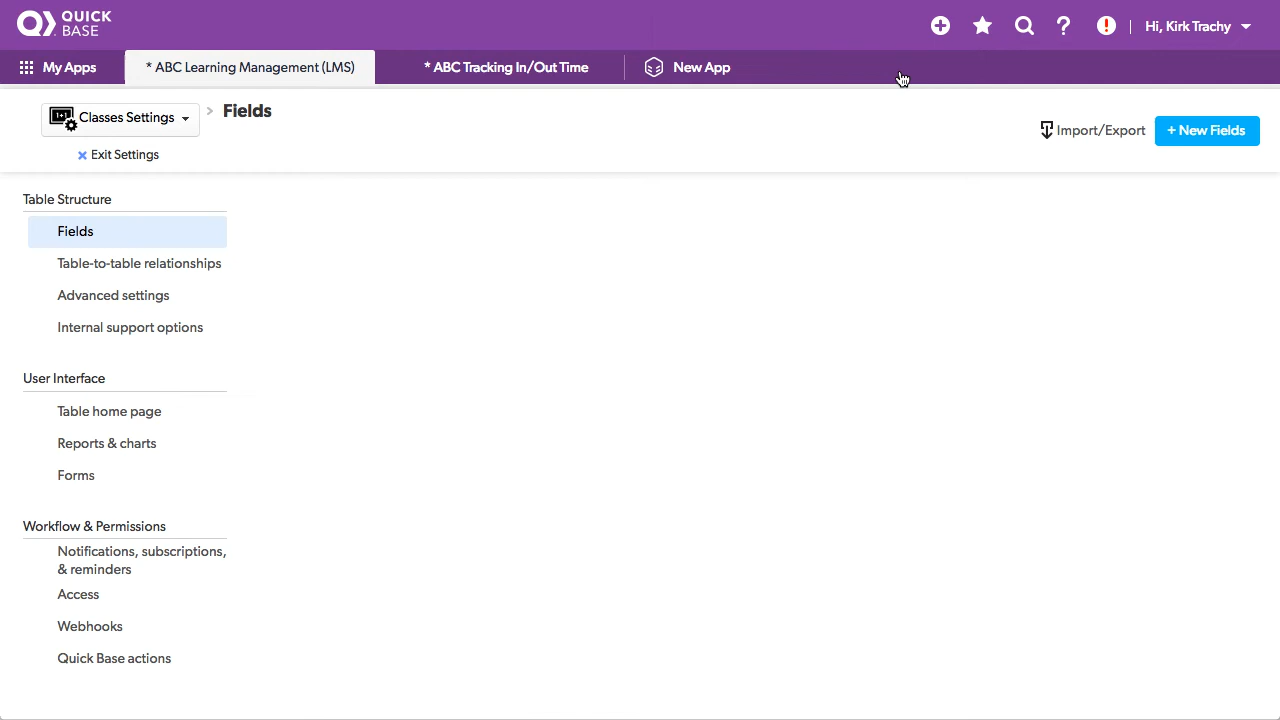 QUICK
BASE
Hi, Kirk Trachy
My Apps
* ABC Learning Management (LMS)
* ABC Tracking In/Out Time
New App
Classes Settings > Fields
Exit Settings
Import/Export
+ New Fields
Table Structure
Fields
Table-to-table relationships
Advanced settings
Internal support options
User Interface
Table home page
Reports & charts
Forms
Workflow & Permissions
Notifications, subscriptions,
& reminders
Access
Webhooks
Quick Base actions